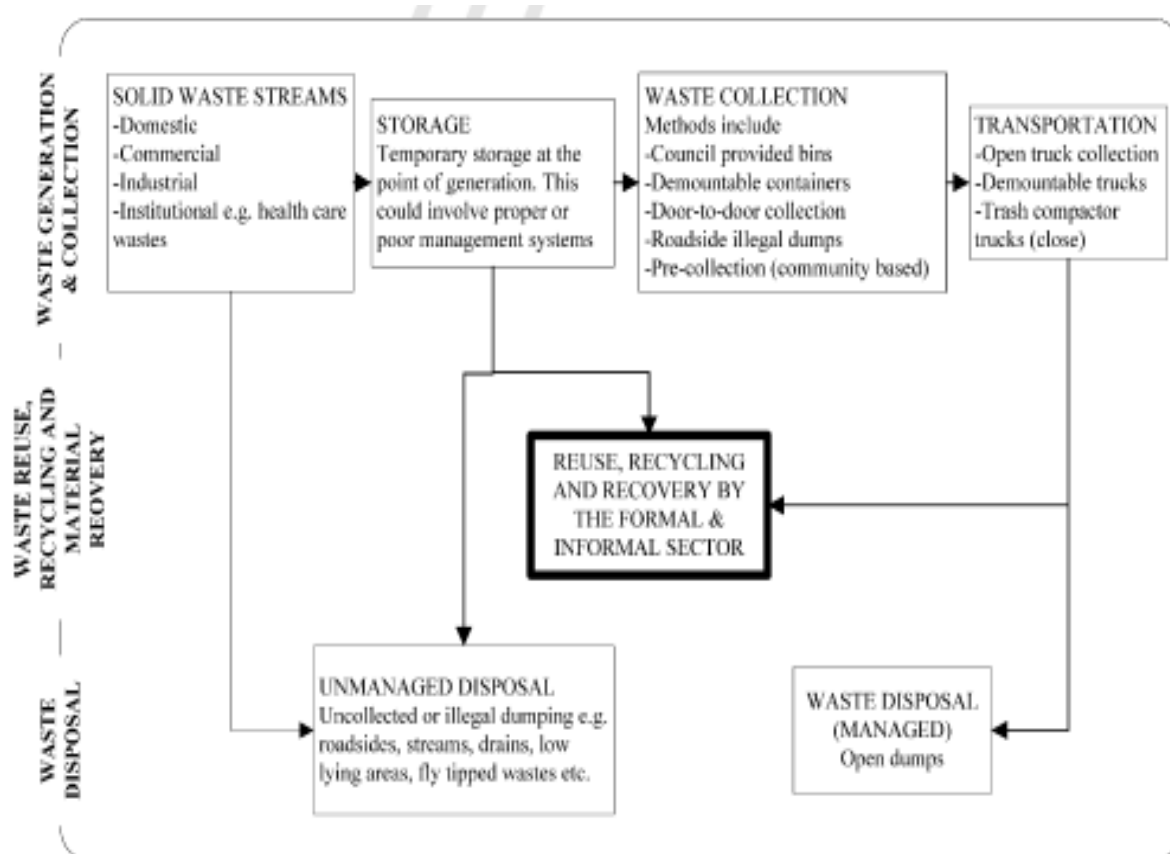 WASTE GENERATION
& COLLECTION
SOLID WASTE STREAMS
-Domestic
-Commercial
-Industrial
-Institutional e.g. health care
wastes
STORAGE
Temporary storage at the
point of generation. This
could involve proper or
poor management systems
WASTE COLLECTION
Methods include
-Council provided bins
-Demountable containers
-Door-to-door collection
-Roadside illegal dumps
-Pre-collection (community based)
TRANSPORTATION
-Open truck collection
-Demountable trucks
-Trash compactor
trucks (close)
WASTE REUSE,
RECYCLING AND
MATERIAL
REOVERY
REUSE, RECYCLING
AND RECOVERY BY
THE FORMAL &
INFORMAL SECTOR
WASTE
DISPOSAL
UNMANAGED DISPOSAL
Uncollected or illegal dumping e.g.
roadsides, streams, drains, low
lying areas, fly tipped wastes etc.
WASTE DISPOSAL
(MANAGED)
Open dumps